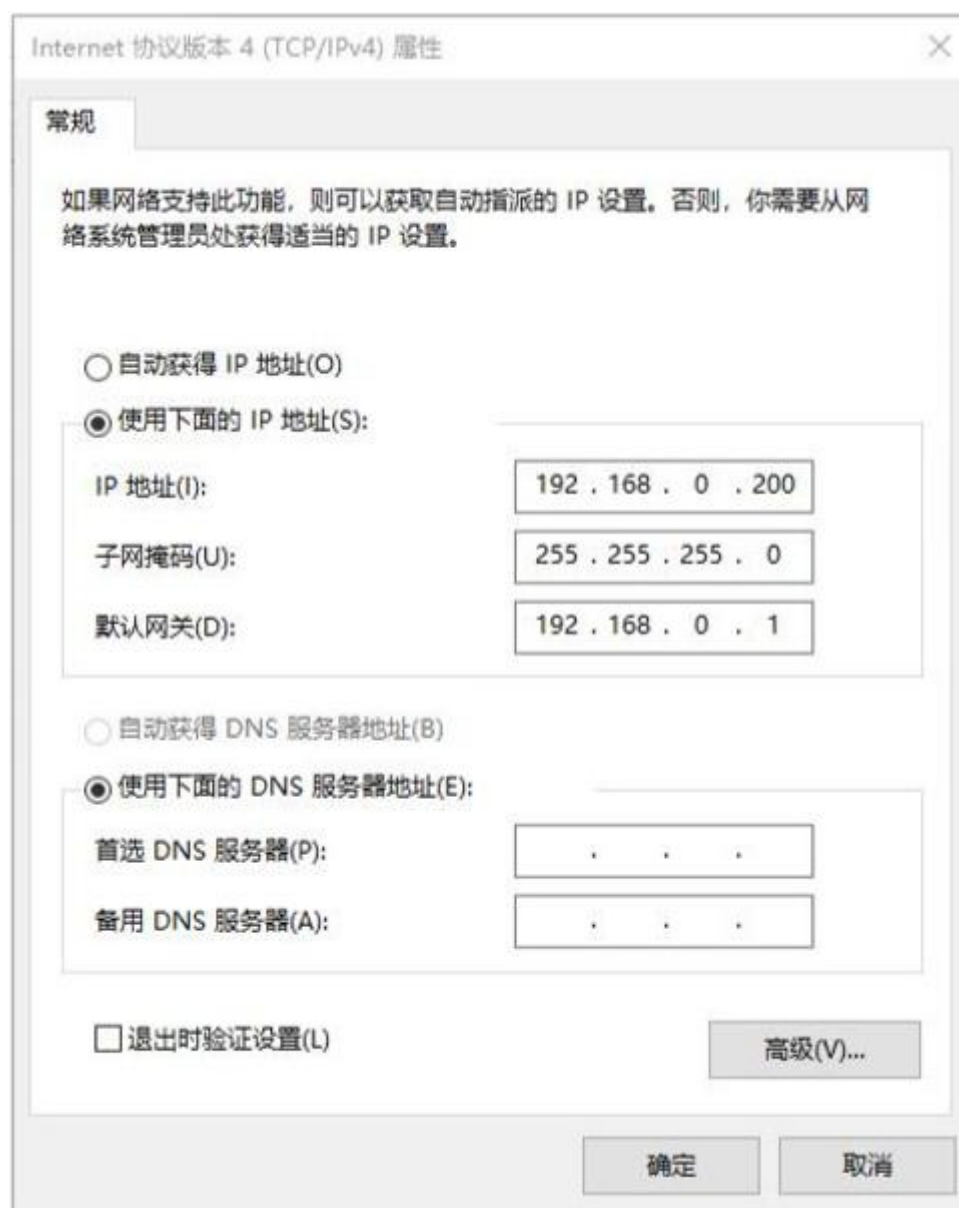 Internet 协议版本 4 (TCP/IPv4) 属性
常规
如果网络支持此功能，则可以获取自动指派的 IP 设置。否则，你需要从网
络系统管理员处获得适当的 IP 设置。
自动获得 IP 地址(O)
使用下面的 IP 地址(S):
IP 地址(I):
192 . 168 . 0 . 200
子网掩码(U):
255 . 255 . 255 . 0
默认网关(D):
192 . 168 . 0 . 1
自动获得 DNS 服务器地址(B)
使用下面的 DNS 服务器地址(E):
首选 DNS 服务器(P):
. . .
备用 DNS 服务器(A):
. . .
退出时验证设置(L)
高级(V)...
确定
取消